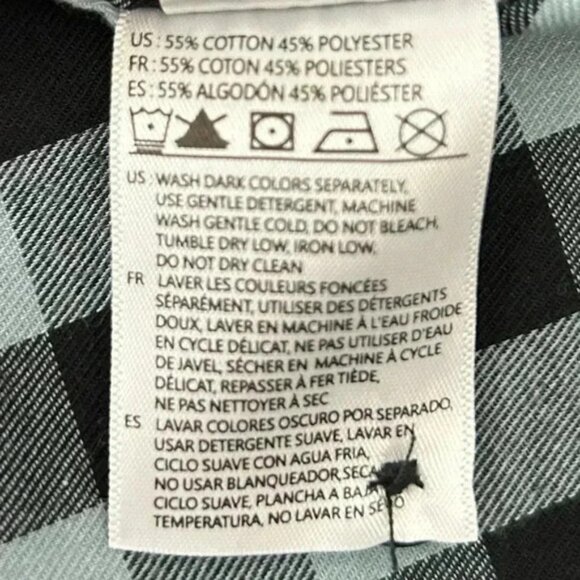 US : 55% COTTON 45% POLYESTER
FR : 55% COTON 45% POLIESTERS
ES : 55% ALGODÓN 45% POLIÉSTER
US : WASH DARK COLORS SEPARATELY,
USE GENTLE DETERGENT, MACHINE
WASH GENTLE COLD, DO NOT BLEACH,
TUMBLE DRY LOW, IRON LOW,
DO NOT DRY CLEAN
FR LAVER LES COULEURS FONCÉES
SÉPARÉMENT, UTILISER DES DÉTERGENTS
DOUX, LAVER EN MACHINE À L'EAU FROIDE
EN CYCLE DÉLICAT, NE PAS UTILISER D'EAU
DE JAVEL, SÉCHER EN MACHINE À CYCLE
DÉLICAT, REPASSER À FER TIÈDE,
NE PAS NETTOYER À SEC
ES LAVAR COLORES OSCURO POR SEPARADO,
USAR DETERGENTE SUAVE, LAVAR EN
CICLO SUAVE CON AGUA FRIA,
NO USAR BLANQUEADOR,
CICLO SUAVE, PLANCHA A BAJA
TEMPERATURA, NO LAVAR EN SECO